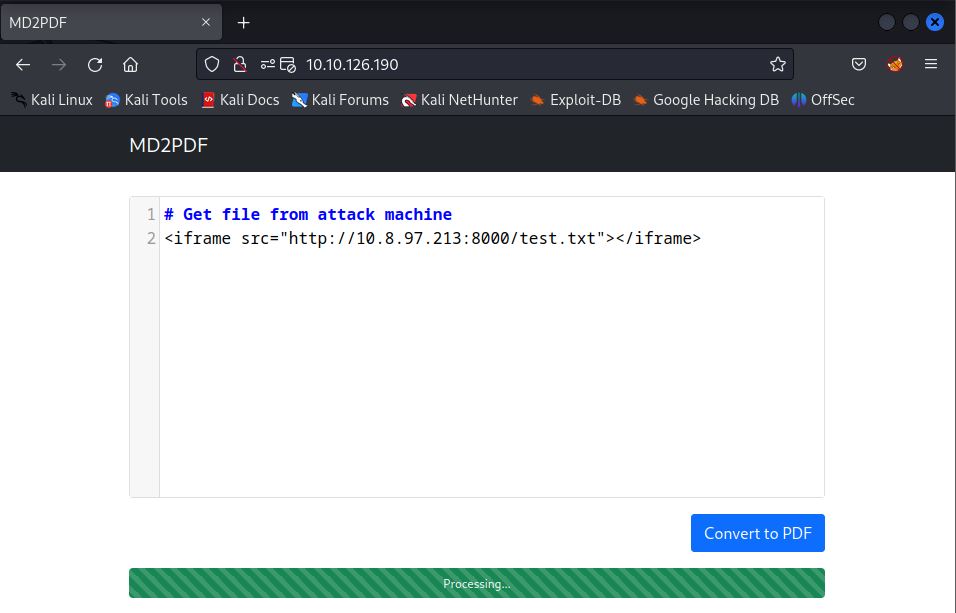 MD2PDF
10.10.126.190
Kali Linux Kali Tools Kali Docs Kali Forums Kali NetHunter Exploit-DB Google Hacking DB OffSec
MD2PDF
1 # Get file from attack machine
2 <iframe src="http://10.8.97.213:8000/test.txt"></iframe>
Convert to PDF
Processing...